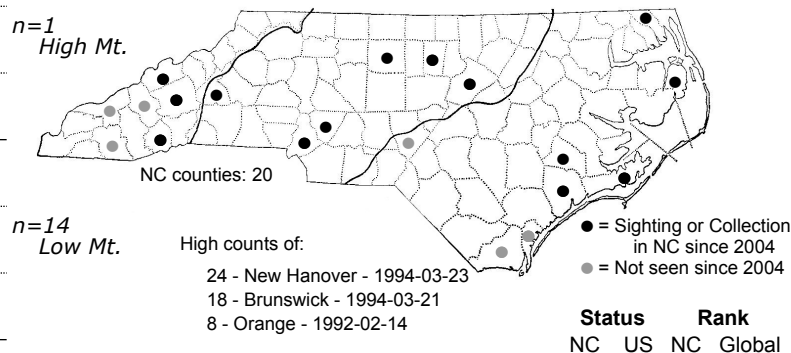 n=1
High Mt.
NC counties: 20
n=14
Low Mt.
High counts of:
24 - New Hanover - 1994-03-23
18 - Brunswick - 1994-03-21
8 - Orange - 1992-02-14
= Sighting or Collection
in NC since 2004
= Not seen since 2004
Status Rank
NC US NC Global